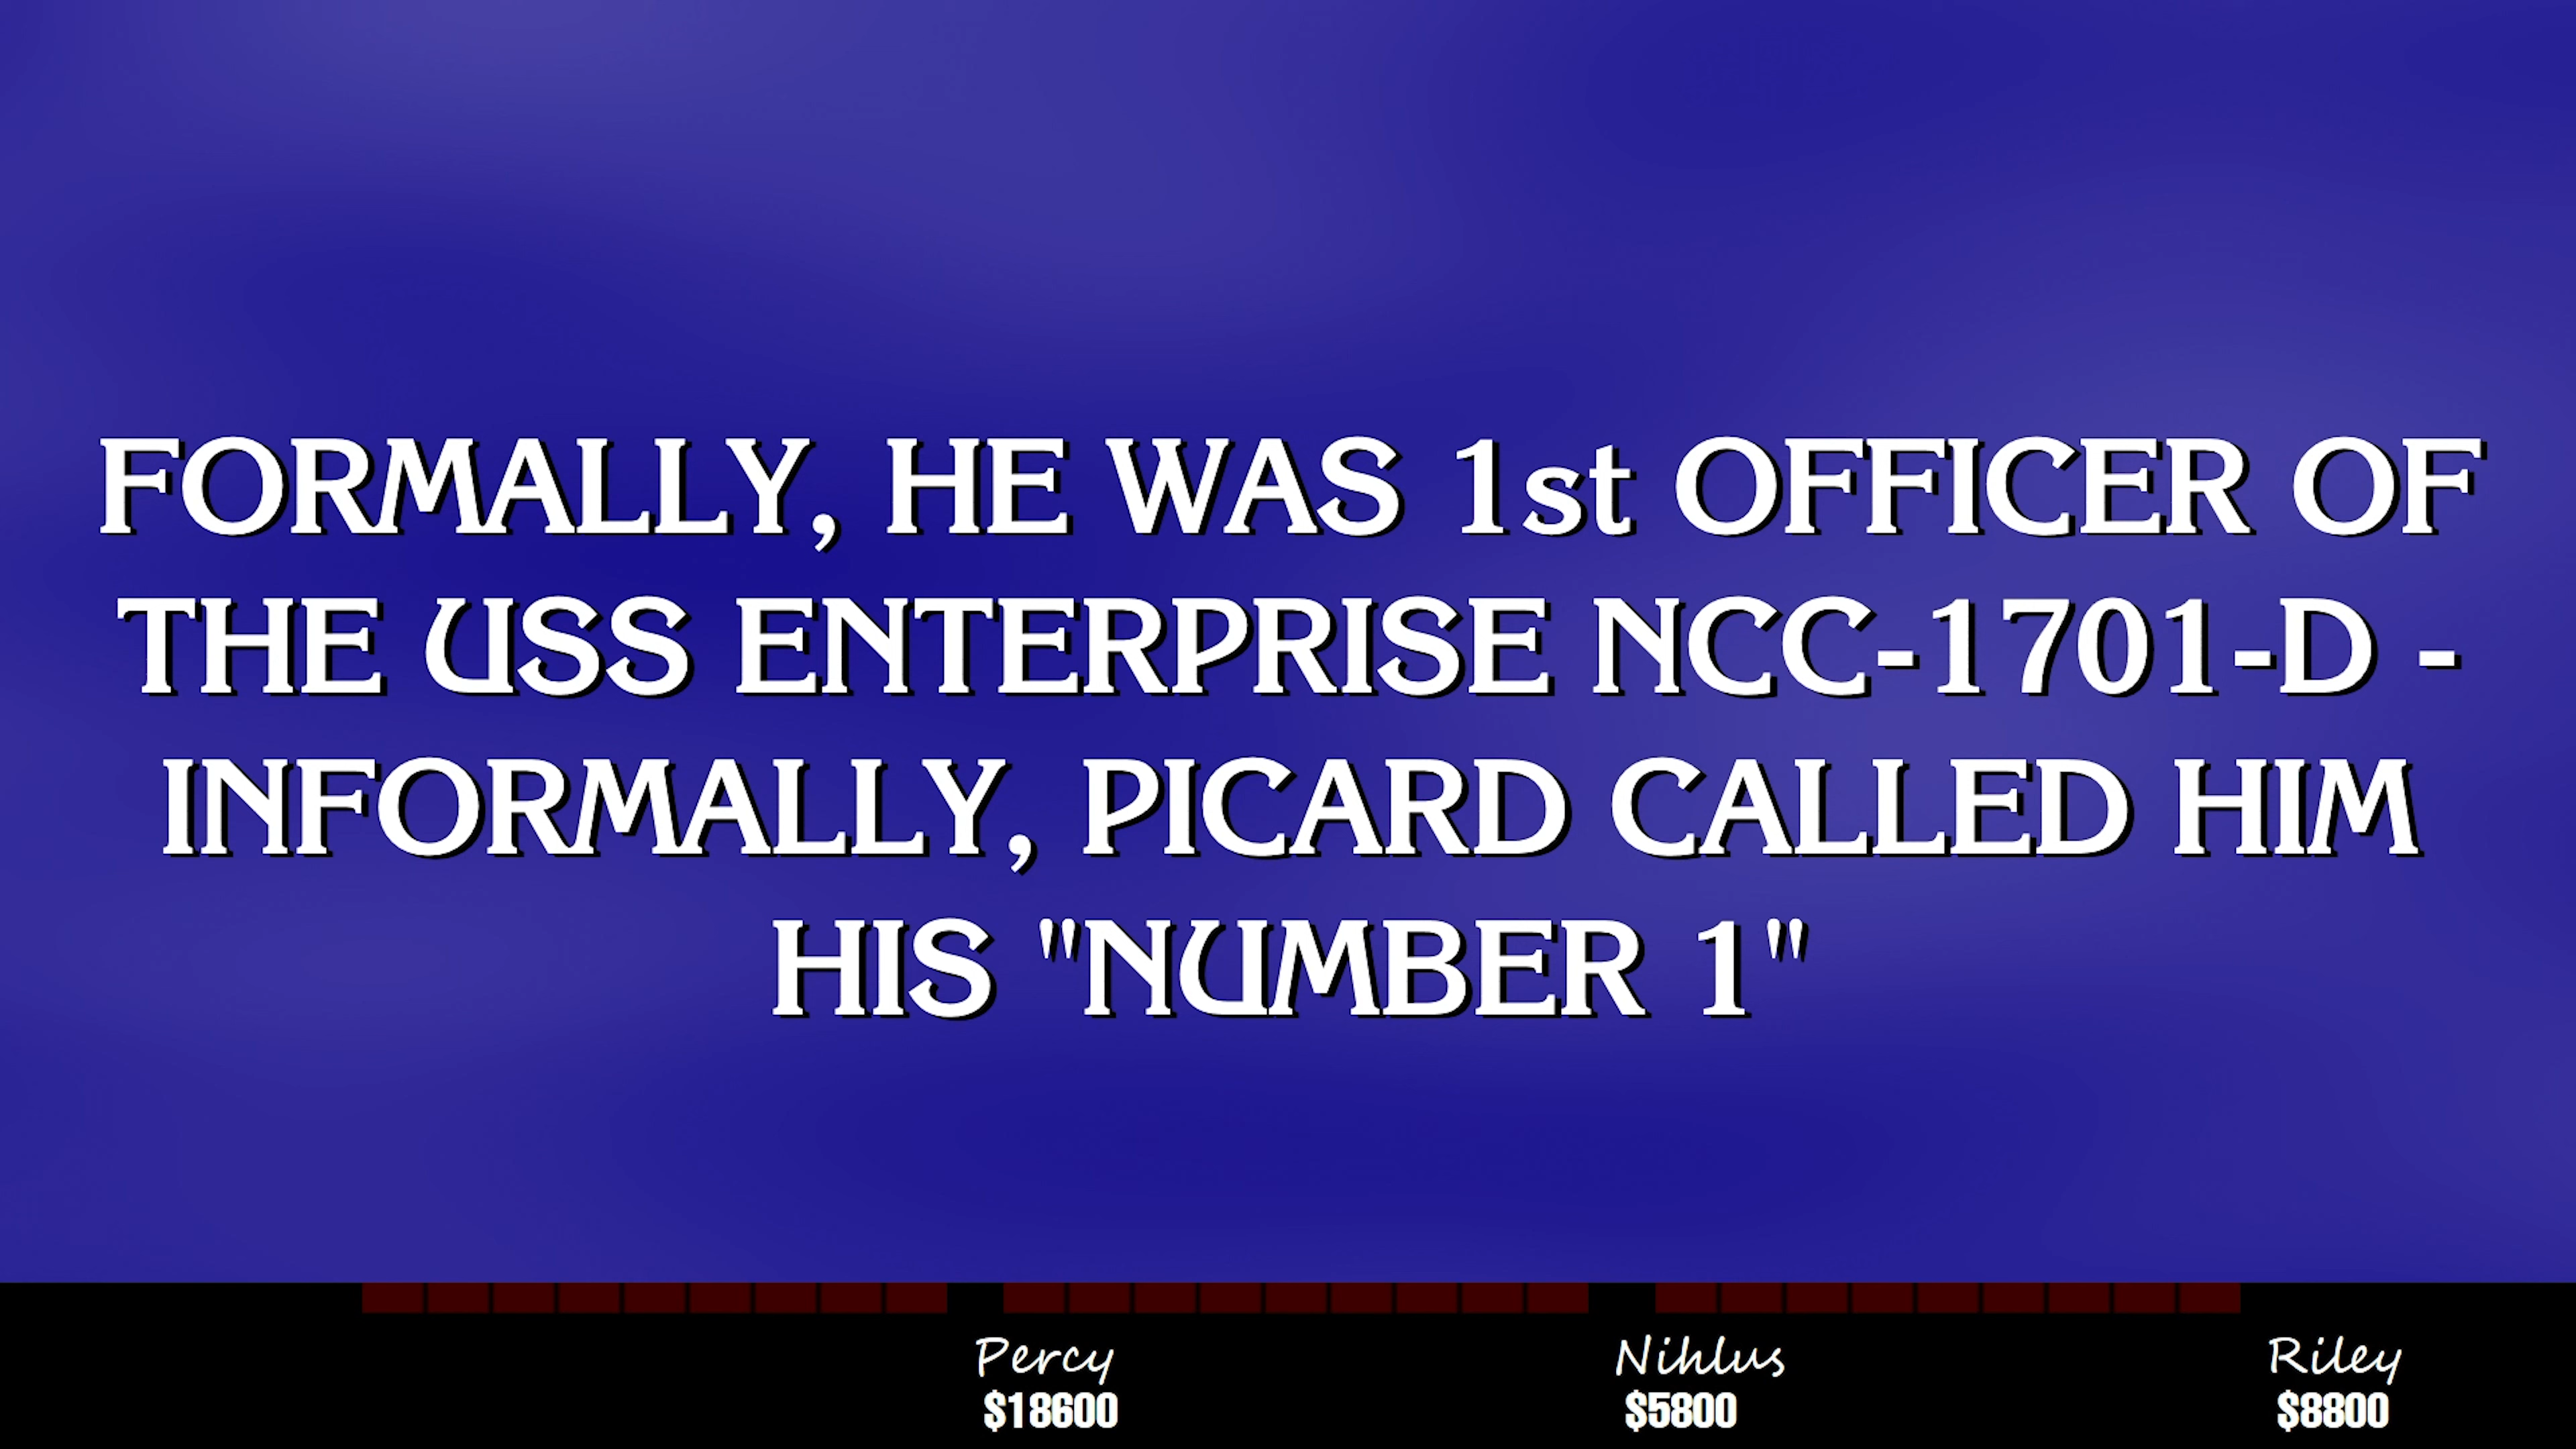 FORMALLY, HE WAS 1st OFFICER OF
THE USS ENTERPRISE NCC-1701-D -
INFORMALLY, PICARD CALLED HIM
HIS "NUMBER 1"
Percy
$18600
Nihlus
$5800
Riley
$8800